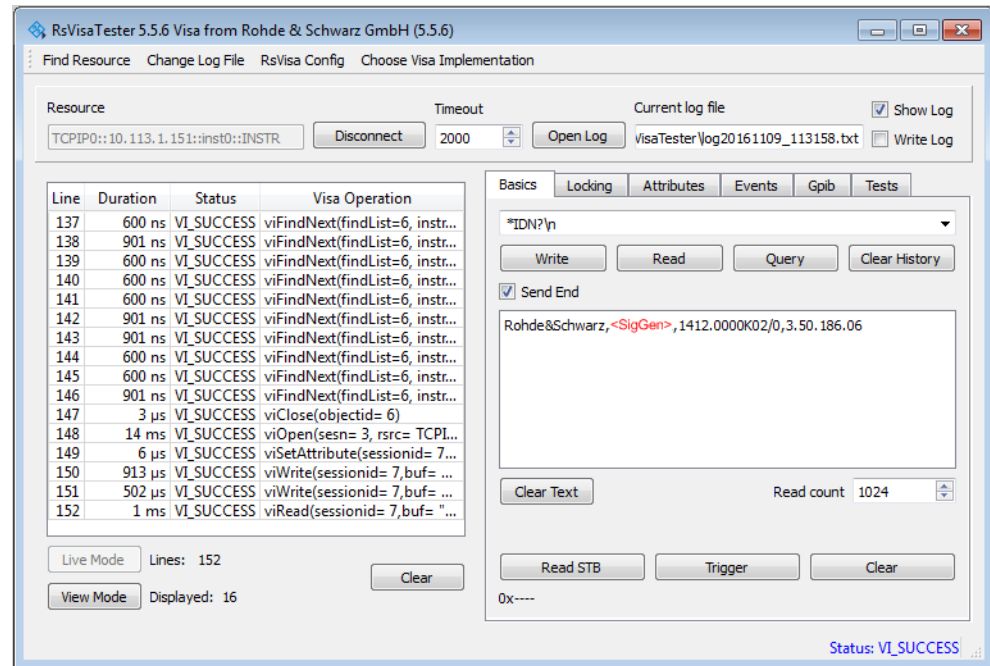 RsVisaTester 5.5.6 Visa from Rohde & Schwarz GmbH (5.5.6)
Find Resource Change Log File RsVisa Config Choose Visa Implementation
Resource Timeout Current log file Show Log
TCPIP0::10.113.1.151::inst0::INSTR Disconnect 2000 Open Log VisaTester\log20161109_113158.txt Write Log
Basics Locking Attributes Events Gpib Tests
Line Duration Status Visa Operation
137 600 ns VI_SUCCESS viFindNext(findList=6, instr...
138 901 ns VI_SUCCESS viFindNext(findList=6, instr...
139 600 ns VI_SUCCESS viFindNext(findList=6, instr...
140 600 ns VI_SUCCESS viFindNext(findList=6, instr...
141 600 ns VI_SUCCESS viFindNext(findList=6, instr...
142 901 ns VI_SUCCESS viFindNext(findList=6, instr...
143 901 ns VI_SUCCESS viFindNext(findList=6, instr...
144 600 ns VI_SUCCESS viFindNext(findList=6, instr...
145 600 ns VI_SUCCESS viFindNext(findList=6, instr...
146 901 ns VI_SUCCESS viFindNext(findList=6, instr...
147 3 µs VI_SUCCESS viClose(objectid= 6)
148 14 ms VI_SUCCESS viOpen(sesn= 3, rsrc= TCPI...
149 6 µs VI_SUCCESS viSetAttribute(sessionid= 7...
150 913 µs VI_SUCCESS viWrite(sessionid= 7,buf= ...
151 502 µs VI_SUCCESS viWrite(sessionid= 7,buf= ...
152 1 ms VI_SUCCESS viRead(sessionid= 7,buf= "...
Live Mode Lines: 152
Clear
View Mode Displayed: 16
*IDN?\n
Write Read Query Clear History
Send End
Rohde&Schwarz,<SigGen>,1412.0000K02/0,3.50.186.06
Clear Text Read count 1024
Read STB Trigger Clear
0x----
Status: VI_SUCCESS